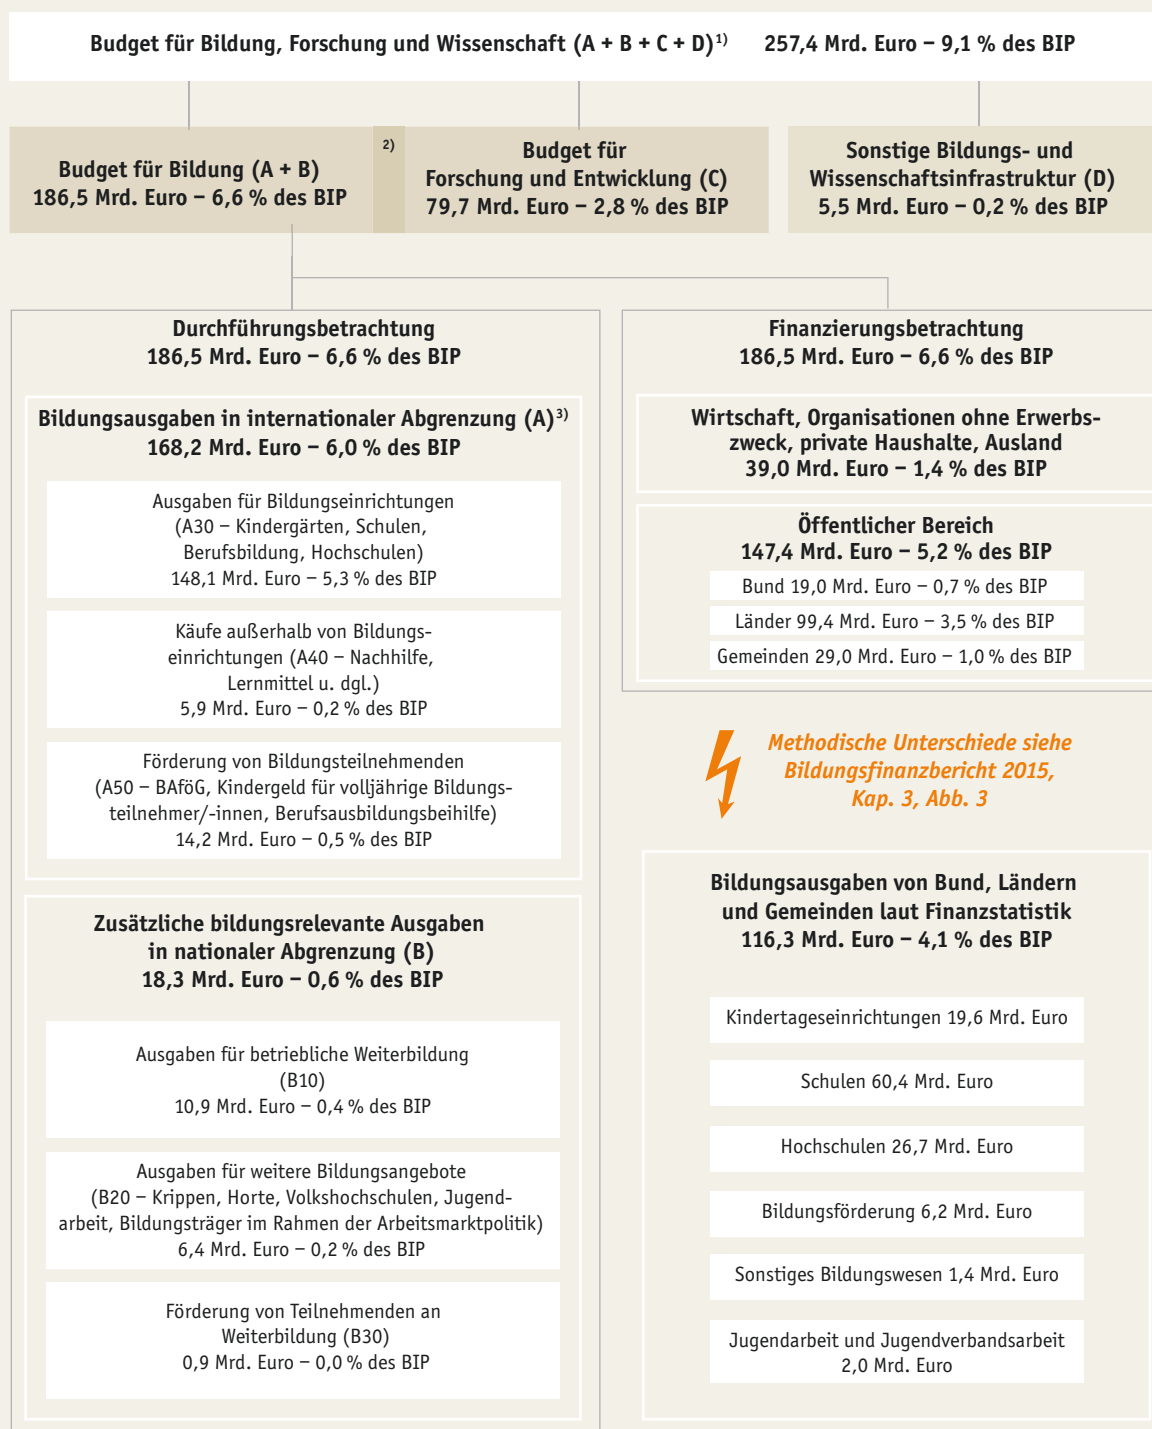 Budget für Bildung, Forschung und Wissenschaft (A + B + C + D)1) 257,4 Mrd. Euro – 9,1 % des BIP
Budget für Bildung (A + B)
186,5 Mrd. Euro – 6,6 % des BIP
2)
Budget für
Forschung und Entwicklung (C)
79,7 Mrd. Euro – 2,8 % des BIP
Sonstige Bildungs- und
Wissenschaftsinfrastruktur (D)
5,5 Mrd. Euro – 0,2 % des BIP
Durchführungsbetrachtung
186,5 Mrd. Euro – 6,6 % des BIP
Bildungsausgaben in internationaler Abgrenzung (A)3)
168,2 Mrd. Euro – 6,0 % des BIP
Ausgaben für Bildungseinrichtungen
(A30 – Kindergärten, Schulen,
Berufsbildung, Hochschulen)
148,1 Mrd. Euro – 5,3 % des BIP
Käufe außerhalb von Bildungs-
einrichtungen (A40 – Nachhilfe,
Lernmittel u. dgl.)
5,9 Mrd. Euro – 0,2 % des BIP
Förderung von Bildungsteilnehmenden
(A50 – BAföG, Kindergeld für volljährige Bildungs-
teilnehmer/-innen, Berufsausbildungsbeihilfe)
14,2 Mrd. Euro – 0,5 % des BIP
Zusätzliche bildungsrelevante Ausgaben
in nationaler Abgrenzung (B)
18,3 Mrd. Euro – 0,6 % des BIP
Ausgaben für betriebliche Weiterbildung
(B10)
10,9 Mrd. Euro – 0,4 % des BIP
Ausgaben für weitere Bildungsangebote
(B20 – Krippen, Horte, Volkshochschulen, Jugend-
arbeit, Bildungsträger im Rahmen der Arbeitsmarktpolitik)
6,4 Mrd. Euro – 0,2 % des BIP
Förderung von Teilnehmenden an
Weiterbildung (B30)
0,9 Mrd. Euro – 0,0 % des BIP
Finanzierungsbetrachtung
186,5 Mrd. Euro – 6,6 % des BIP
Wirtschaft, Organisationen ohne Erwerbs-
zweck, private Haushalte, Ausland
39,0 Mrd. Euro – 1,4 % des BIP
Öffentlicher Bereich
147,4 Mrd. Euro – 5,2 % des BIP
Bund 19,0 Mrd. Euro – 0,7 % des BIP
Länder 99,4 Mrd. Euro – 3,5 % des BIP
Gemeinden 29,0 Mrd. Euro – 1,0 % des BIP
Methodische Unterschiede siehe
Bildungsfinanzbericht 2015,
Kap. 3, Abb. 3
Bildungsausgaben von Bund, Ländern
und Gemeinden laut Finanzstatistik
116,3 Mrd. Euro – 4,1 % des BIP
Kindertageseinrichtungen 19,6 Mrd. Euro
Schulen 60,4 Mrd. Euro
Hochschulen 26,7 Mrd. Euro
Bildungsförderung 6,2 Mrd. Euro
Sonstiges Bildungswesen 1,4 Mrd. Euro
Jugendarbeit und Jugendverbandsarbeit
2,0 Mrd. Euro